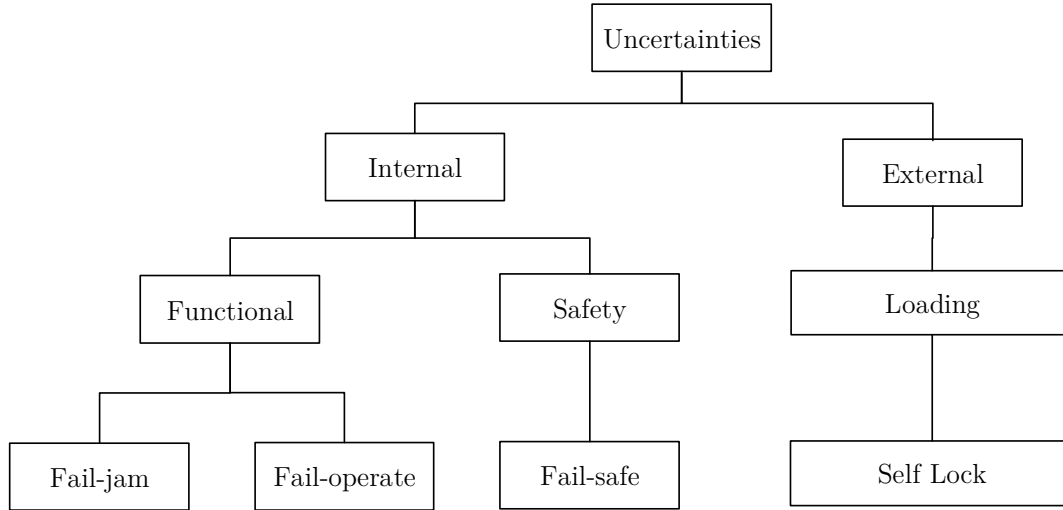 Uncertainties
Internal
External
Functional
Safety
Loading
Fail-jam
Fail-operate
Fail-safe
Self Lock